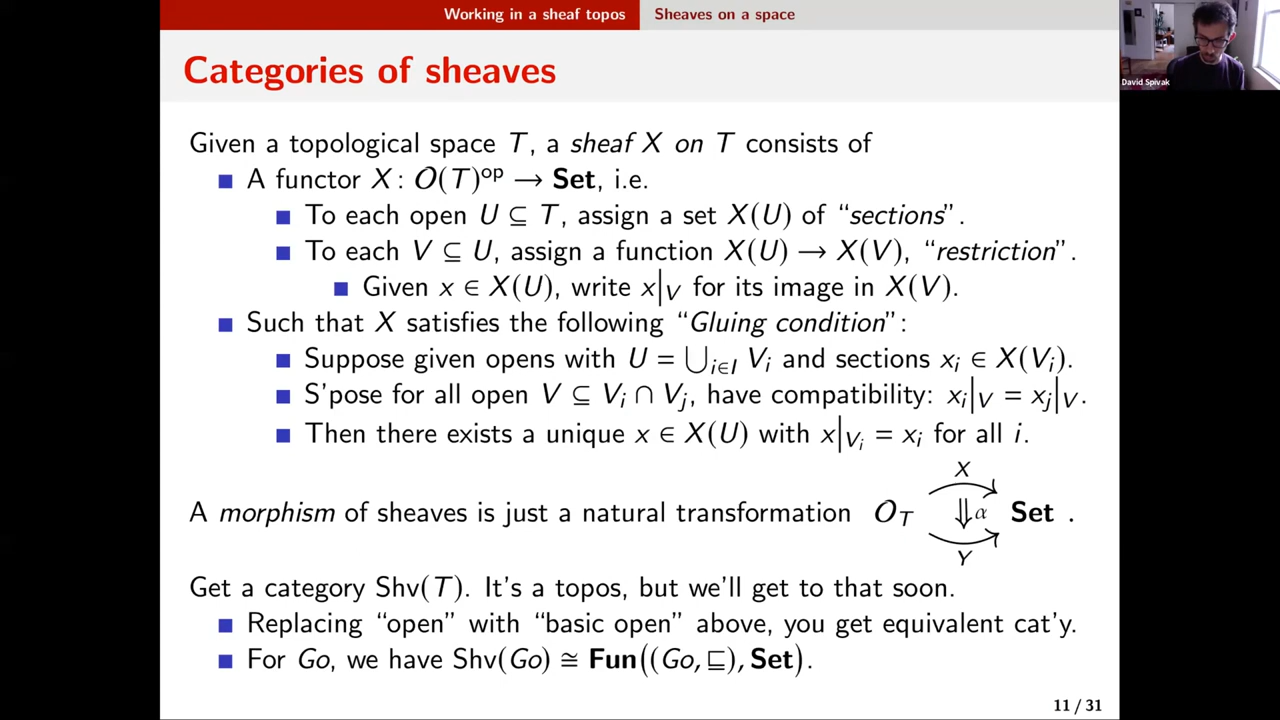 Working in a sheaf topos Sheaves on a space
David Spivak
Categories of sheaves
Given a topological space T, a sheaf X on T consists of
■ A functor X : O(T)ᵒᵖ → Set, i.e.
■ To each open U ⊆ T, assign a set X(U) of “sections”.
■ To each V ⊆ U, assign a function X(U) → X(V), “restriction”.
■ Given x ∈ X(U), write x|_V for its image in X(V).
■ Such that X satisfies the following “Gluing condition”:
■ Suppose given opens with U = ⋃_{i∈I} V_i and sections x_i ∈ X(V_i).
■ S'pose for all open V ⊆ V_i ∩ V_j, have compatibility: x_i|_V = x_j|_V.
■ Then there exists a unique x ∈ X(U) with x|_{V_i} = x_i for all i.
X
A morphism of sheaves is just a natural transformation O_T ⇓α Set .
Y
Get a category Shv(T). It's a topos, but we'll get to that soon.
■ Replacing “open” with “basic open” above, you get equivalent cat'y.
■ For Go, we have Shv(Go) ≅ Fun((Go, ⊑), Set).
11 / 31